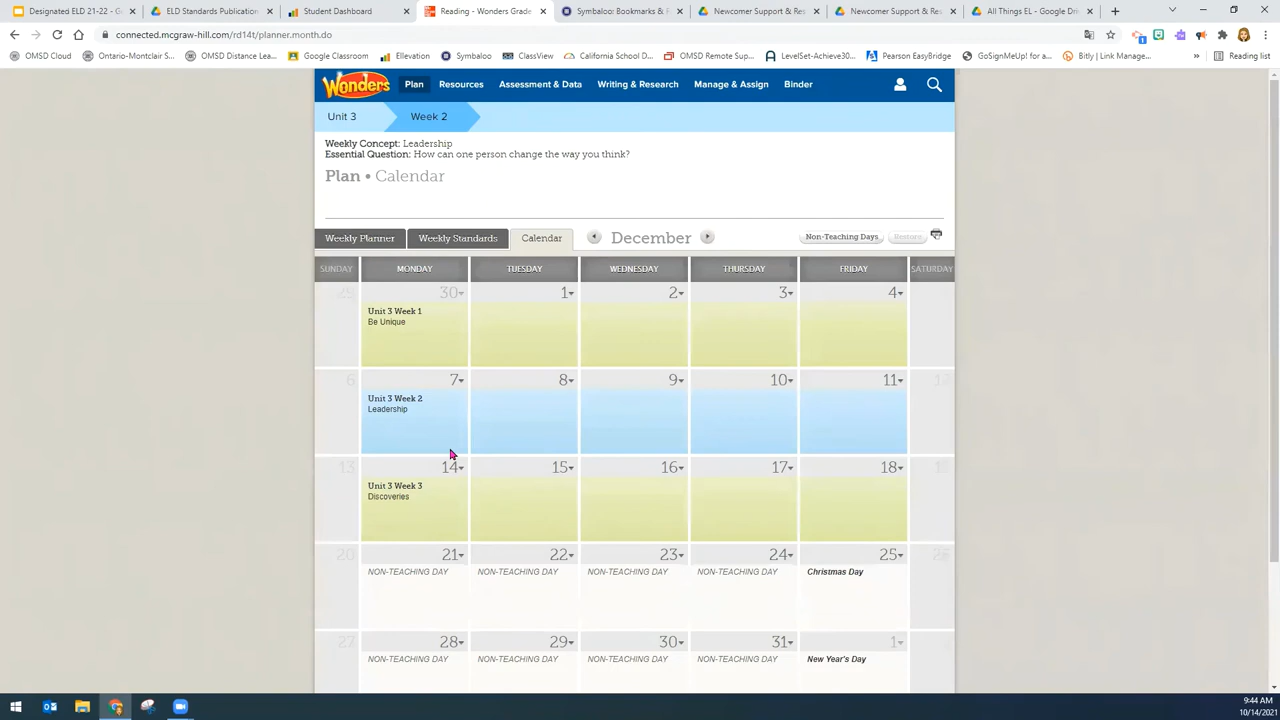 Designated ELD 21-22 - G
ELD Standards Publication
Student Dashboard
Reading - Wonders Grade
Symbaloo: Bookmarks & F
Newcomer Support & Res
Newcomer Support & Res
All Things EL - Google Dri
connected.mcgraw-hill.com/rd14t/planner.month.do
OMSD Cloud
Ontario-Montclair S...
OMSD Distance Lea...
Google Classroom
Ellevation
Symbaloo
ClassView
California School D...
OMSD Remote Sup...
LevelSet-Achieve30...
Pearson EasyBridge
GoSignMeUp! for a...
Bitly | Link Manage...
»
Reading list
Wonders
Plan
Resources
Assessment & Data
Writing & Research
Manage & Assign
Binder
Unit 3
Week 2
Weekly Concept: Leadership
Essential Question: How can one person change the way you think?
Plan • Calendar
Weekly Planner
Weekly Standards
Calendar
December
Non-Teaching Days
Restore
SUNDAY MONDAY TUESDAY WEDNESDAY THURSDAY FRIDAY SATURDAY
29 30 1 2 3 4
Unit 3 Week 1
Be Unique
6 7 8 9 10 11
Unit 3 Week 2
Leadership
13 14 15 16 17 18
Unit 3 Week 3
Discoveries
20 21 22 23 24 25
NON-TEACHING DAY NON-TEACHING DAY NON-TEACHING DAY NON-TEACHING DAY Christmas Day
27 28 29 30 31 1
NON-TEACHING DAY NON-TEACHING DAY NON-TEACHING DAY NON-TEACHING DAY New Year's Day
9:44 AM
10/14/2021